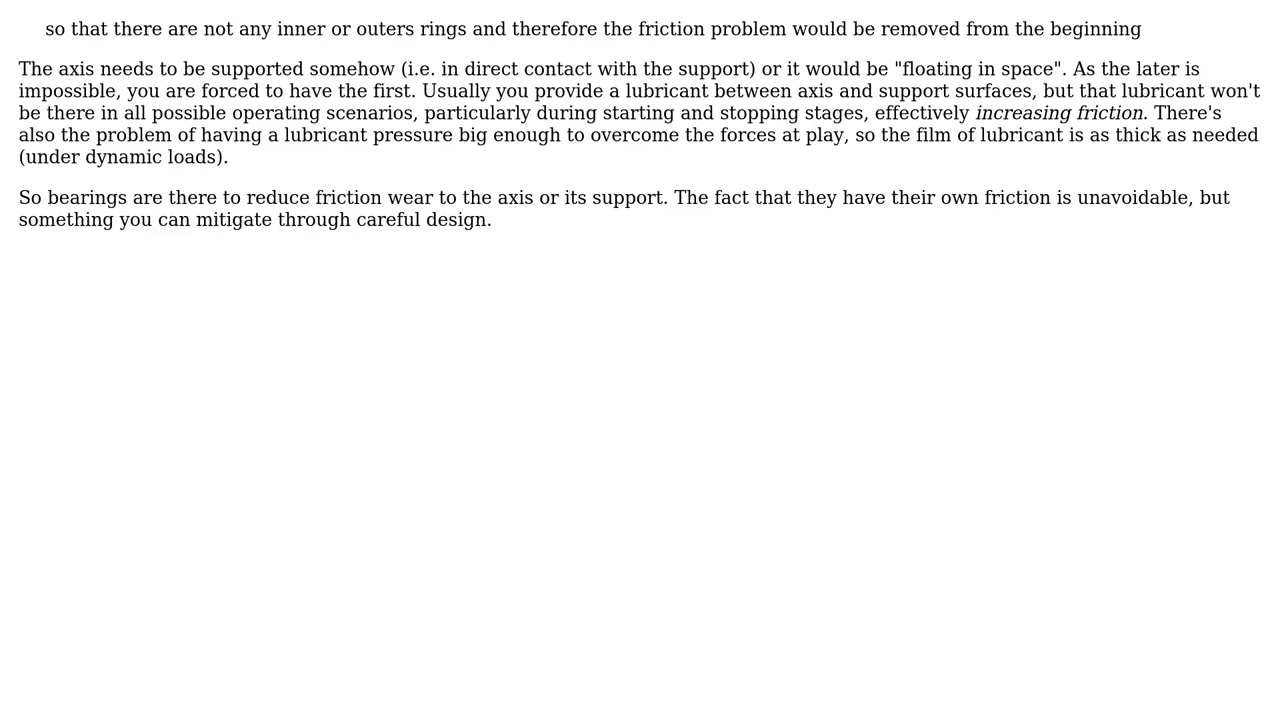 so that there are not any inner or outers rings and therefore the friction problem would be removed from the beginning
The axis needs to be supported somehow (i.e. in direct contact with the support) or it would be "floating in space". As the later is
impossible, you are forced to have the first. Usually you provide a lubricant between axis and support surfaces, but that lubricant won't
be there in all possible operating scenarios, particularly during starting and stopping stages, effectively increasing friction. There's
also the problem of having a lubricant pressure big enough to overcome the forces at play, so the film of lubricant is as thick as needed
(under dynamic loads).
So bearings are there to reduce friction wear to the axis or its support. The fact that they have their own friction is unavoidable, but
something you can mitigate through careful design.